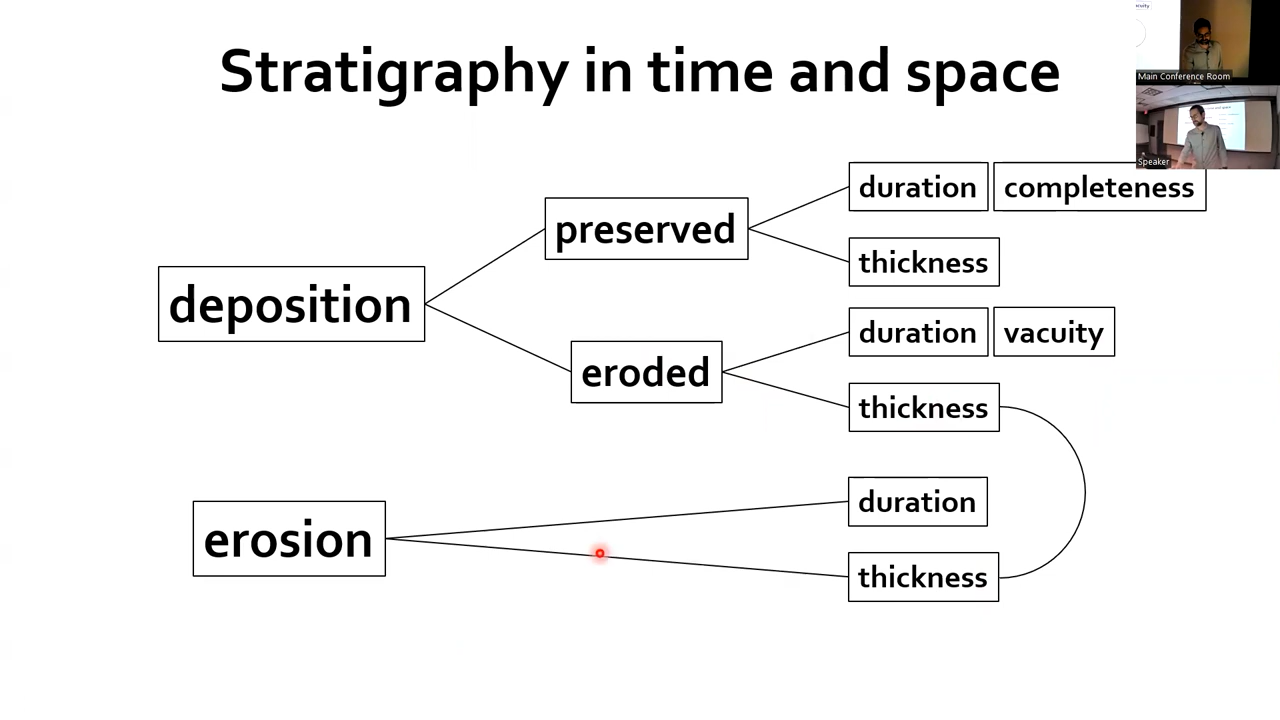 Stratigraphy in time and space
Main Conference Room
Speaker
duration completeness
preserved
thickness
deposition
duration vacuity
eroded
thickness
duration
erosion
thickness